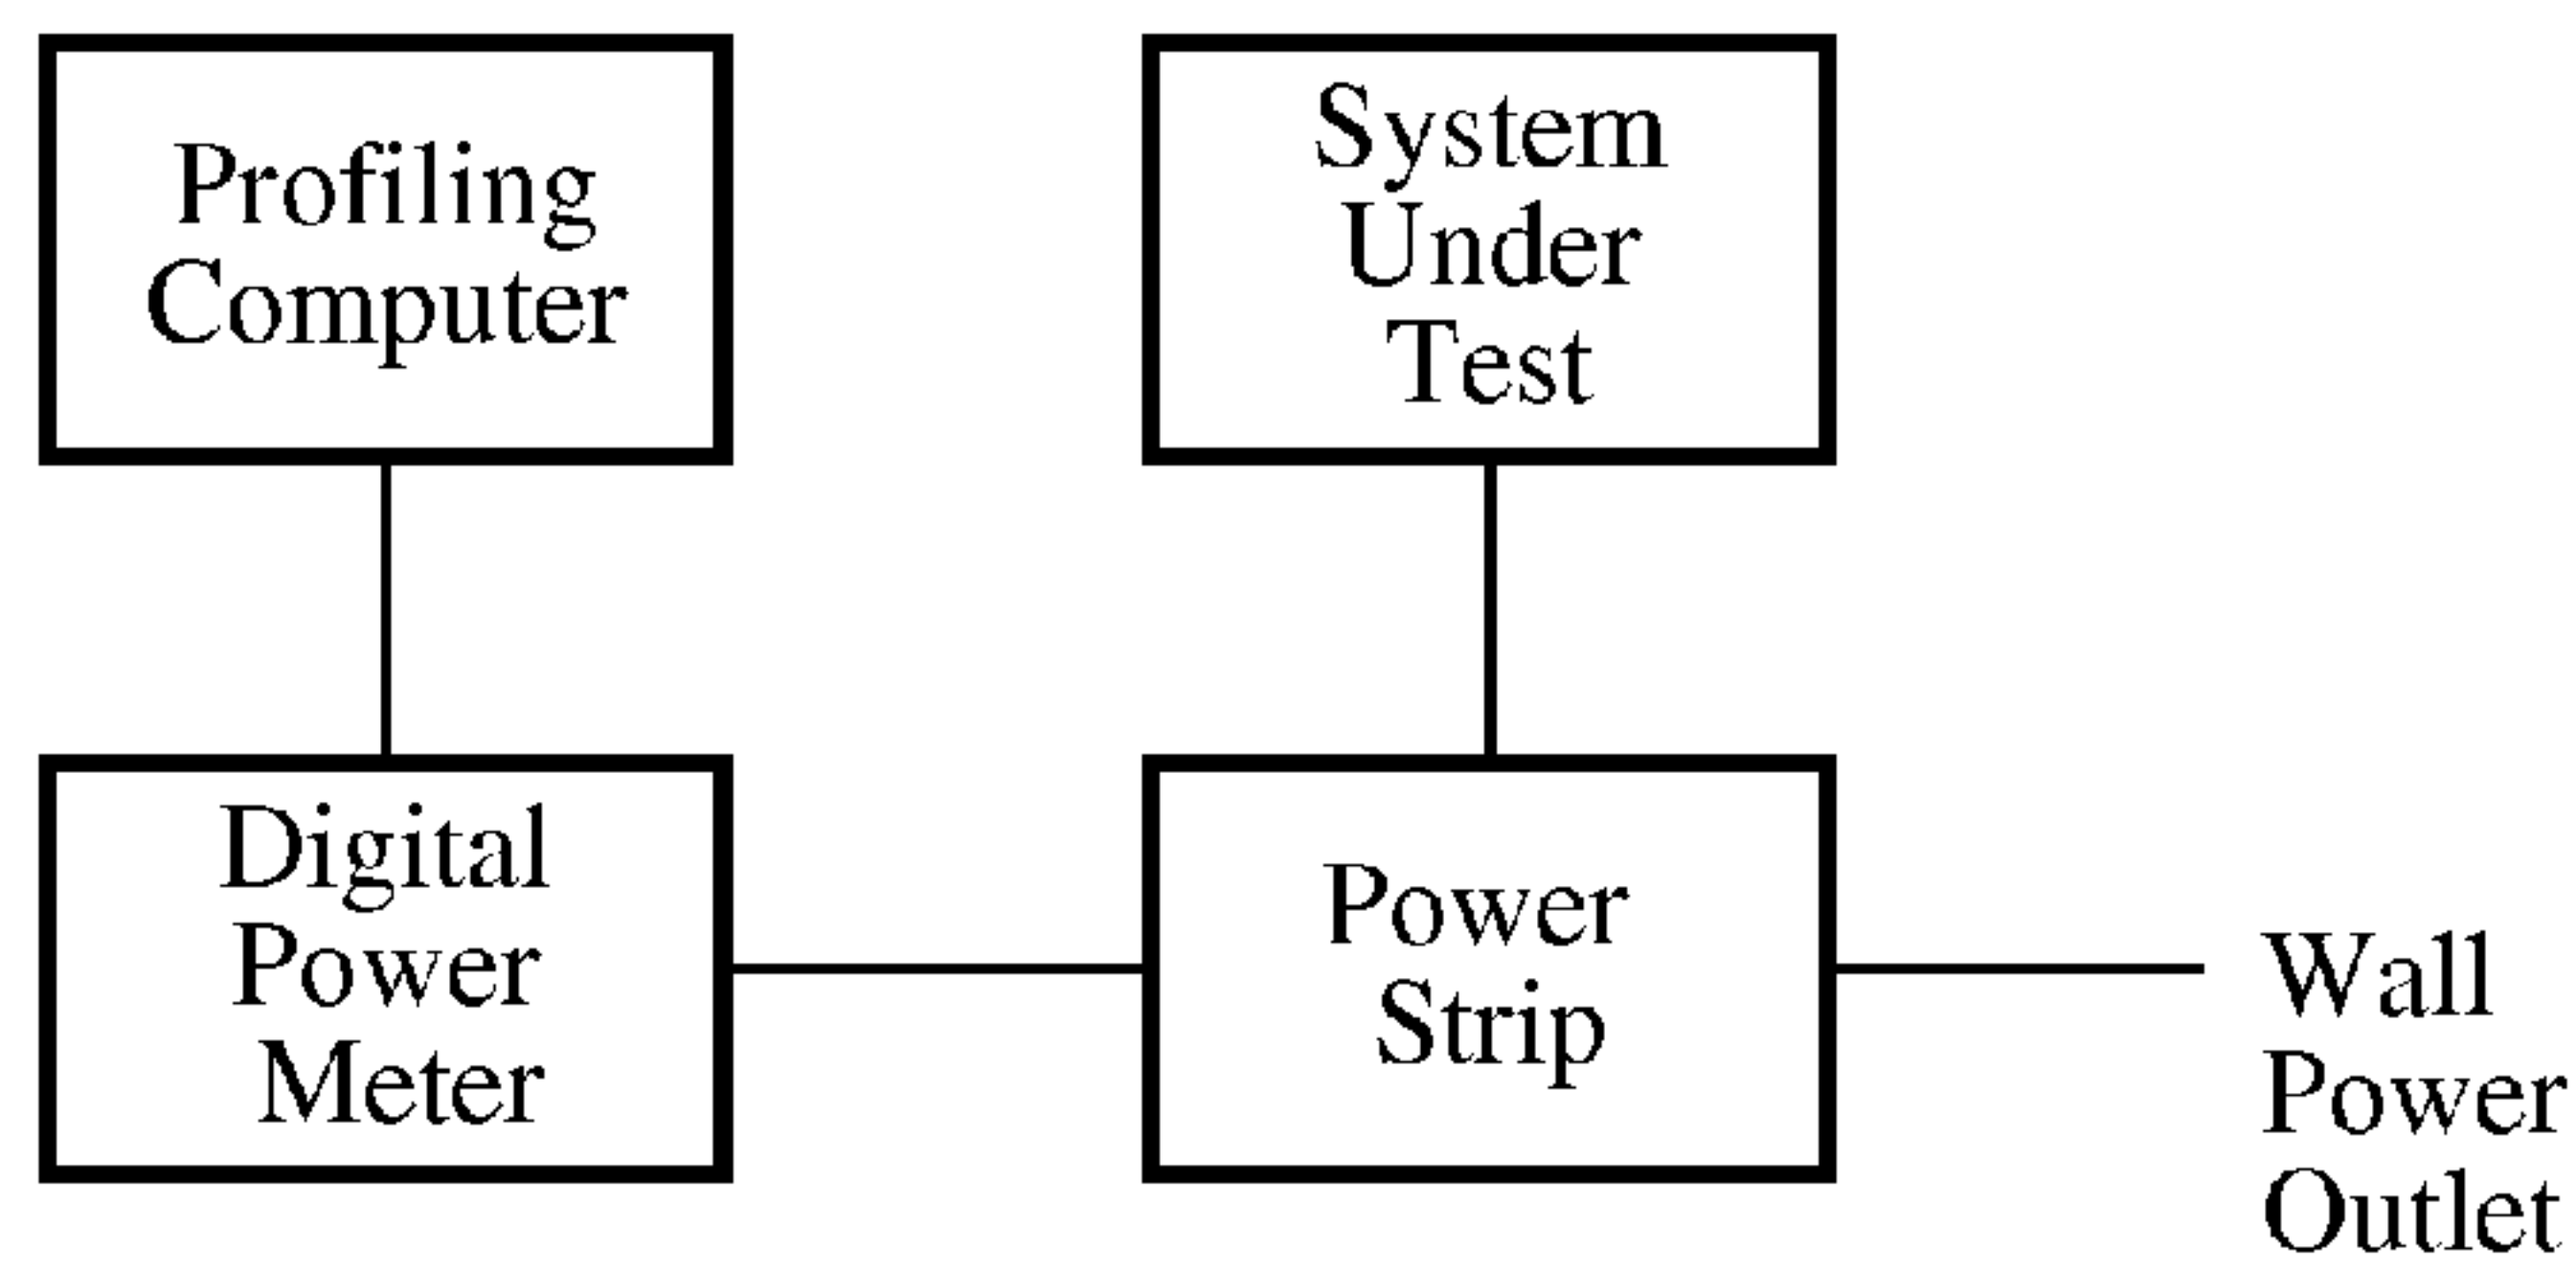 Profiling
Computer
System
Under
Test
Digital
Power
Meter
Power
Strip
Wall
Power
Outlet